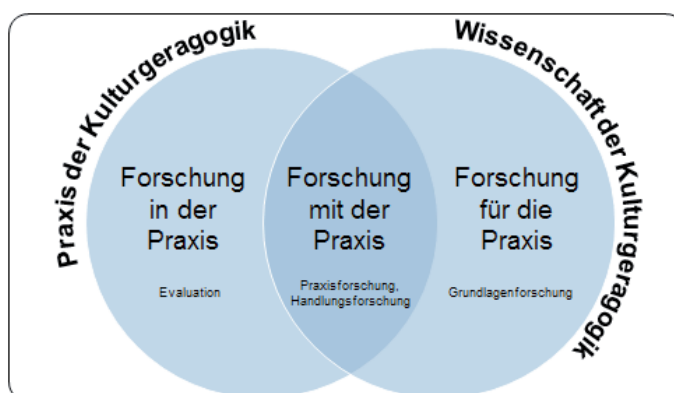 Praxis der Kulturgeragogik
Wissenschaft der Kulturgeragogik
Forschung
in der
Praxis
Evaluation
Forschung
mit der
Praxis
Praxisforschung,
Handlungsforschung
Forschung
für die
Praxis
Grundlagenforschung